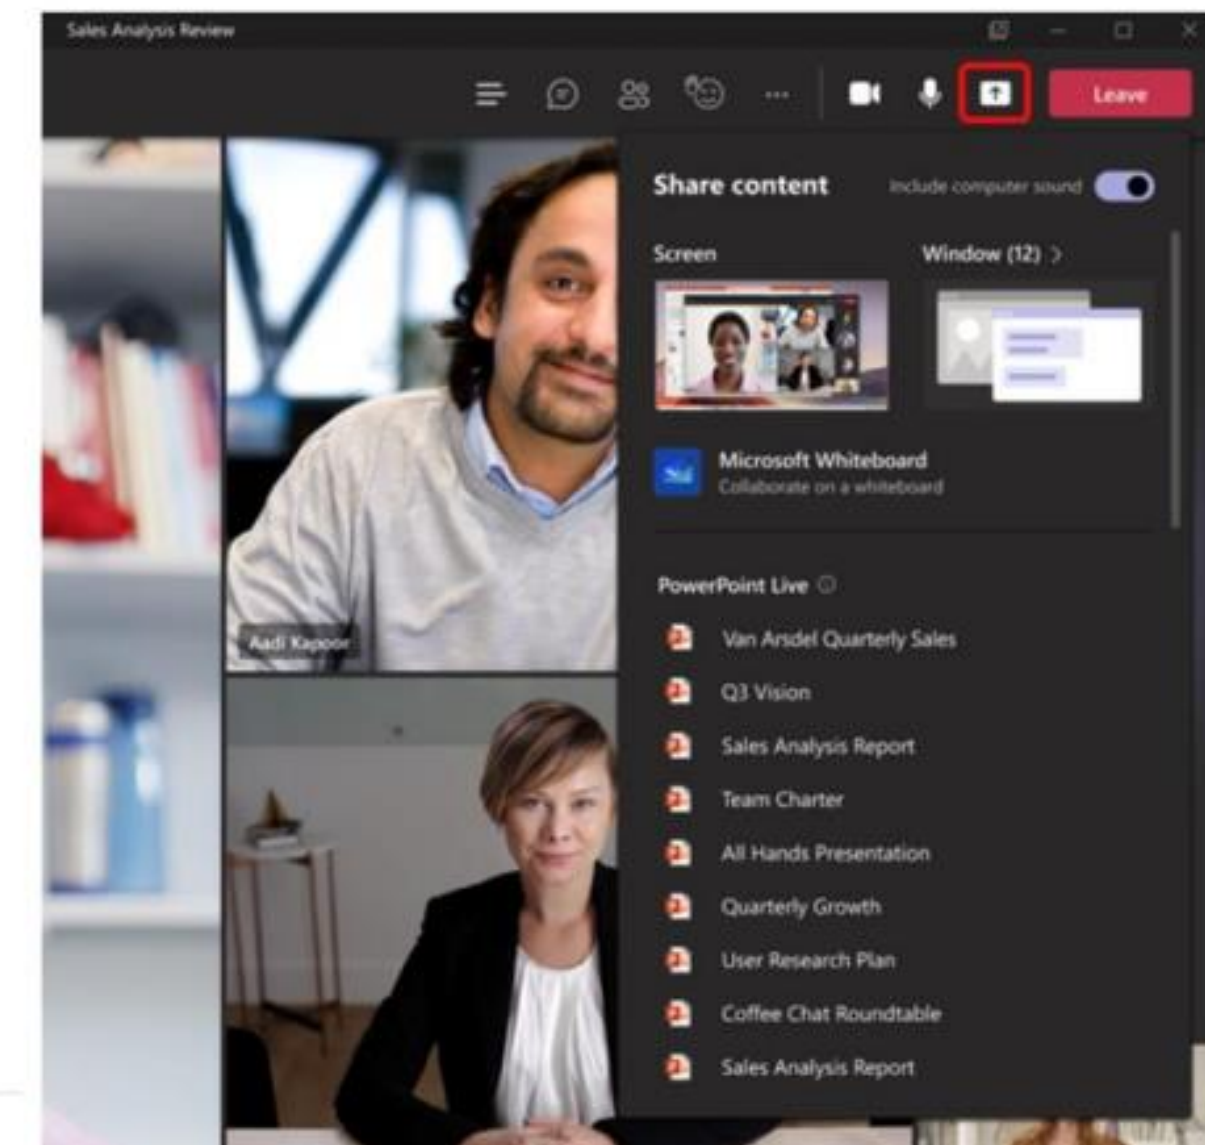 Sales Analysis Review
Leave
Share content
Include computer sound
Screen
Window (12) >
Microsoft Whiteboard
Collaborate on a whiteboard
PowerPoint Live
Van Arsdel Quarterly Sales
Q3 Vision
Sales Analysis Report
Team Charter
All Hands Presentation
Quarterly Growth
User Research Plan
Coffee Chat Roundtable
Sales Analysis Report
Aadi Kapoor